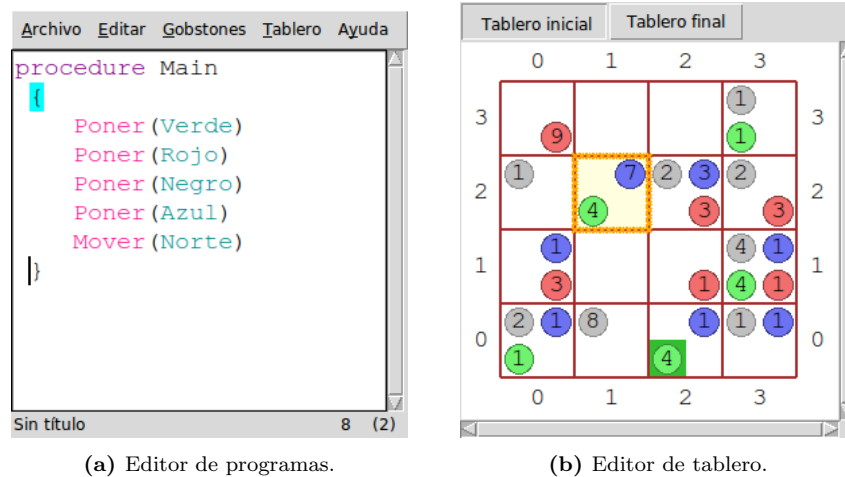 Archivo Editar Gobstones Tablero Ayuda
procedure Main
{
Poner(Verde)
Poner(Rojo)
Poner(Negro)
Poner(Azul)
Mover(Norte)
}
Sin título 8 (2)
(a) Editor de programas.
Tablero inicial Tablero final
0 1 2 3
1
3 3
9 1
1 7 2 3 2
2 2
4 3 3
1 4 1
1 1
3 1 4 1
2 1 8 1 1 1
0 0
1 4
0 1 2 3
(b) Editor de tablero.